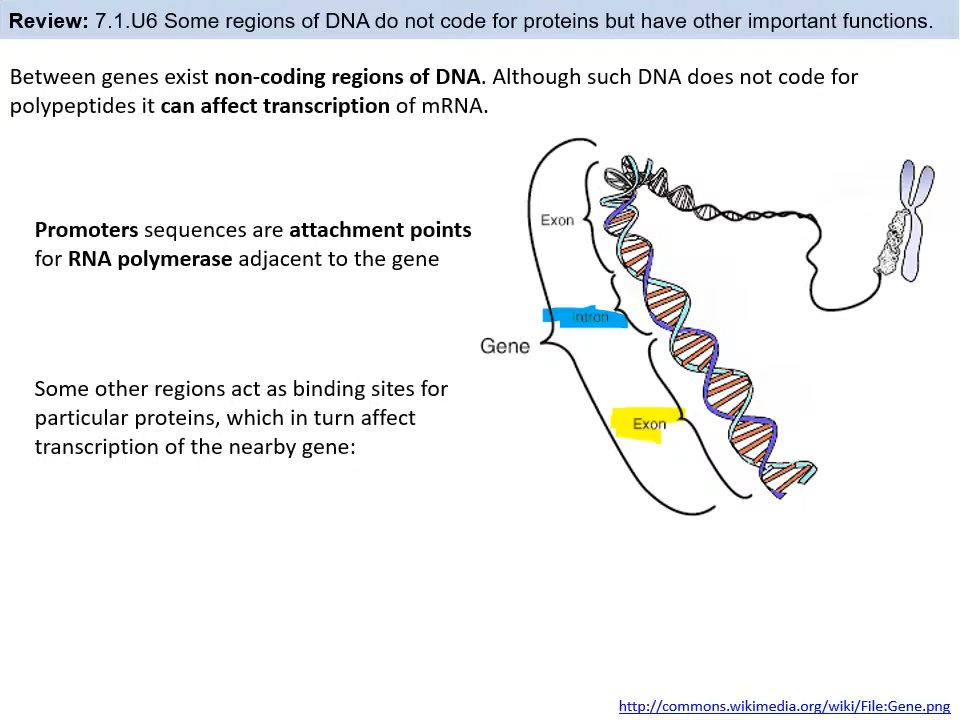 Review: 7.1.U6 Some regions of DNA do not code for proteins but have other important functions.
Between genes exist non-coding regions of DNA. Although such DNA does not code for
polypeptides it can affect transcription of mRNA.
Promoters sequences are attachment points
for RNA polymerase adjacent to the gene
Some other regions act as binding sites for
particular proteins, which in turn affect
transcription of the nearby gene:
Exon
Intron
Gene
Exon
http://commons.wikimedia.org/wiki/File:Gene.png